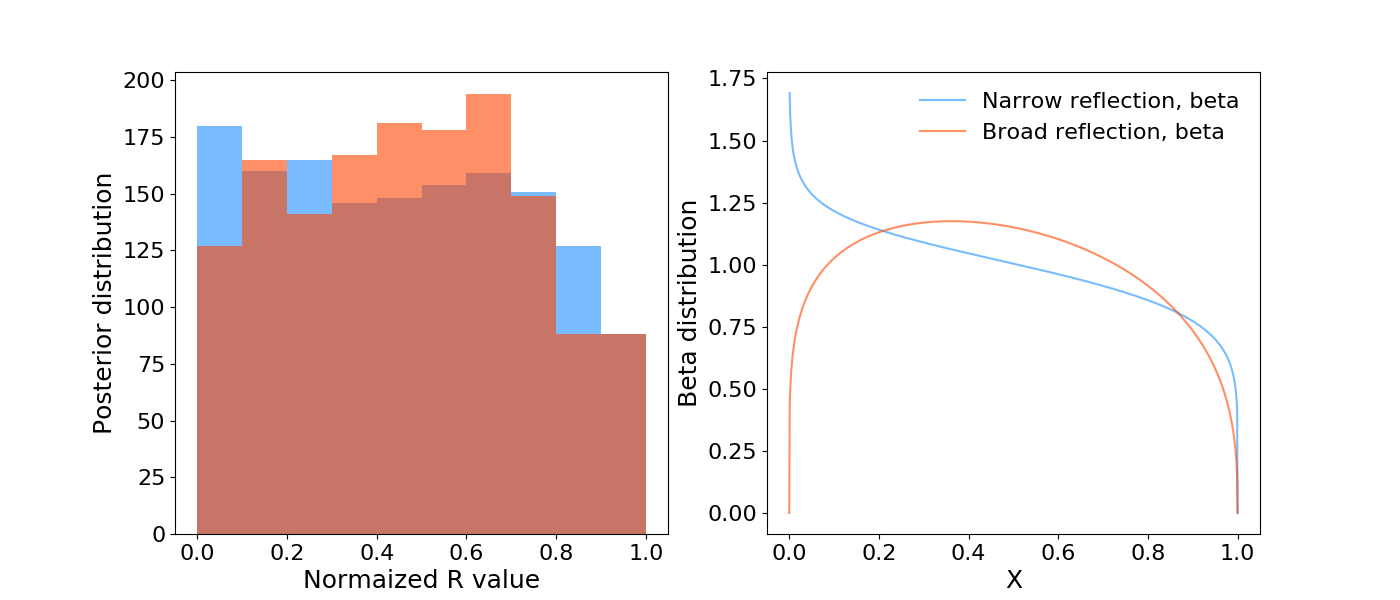 200
175
150
125
100
75
50
25
0
Posterior distribution
0.0 0.2 0.4 0.6 0.8 1.0
Normaized R value
1.75
1.50
1.25
1.00
0.75
0.50
0.25
0.00
Beta distribution
Narrow reflection, beta
Broad reflection, beta
0.0 0.2 0.4 0.6 0.8 1.0
X